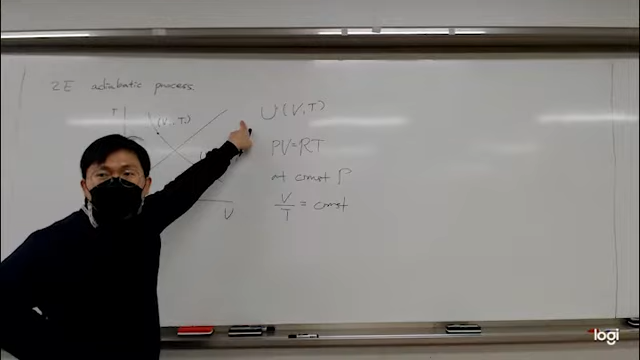 2E adiabatic process.
T
(V₁, T₁)
V
U(V, T)
PV = RT
at const P
V/T = const
logi